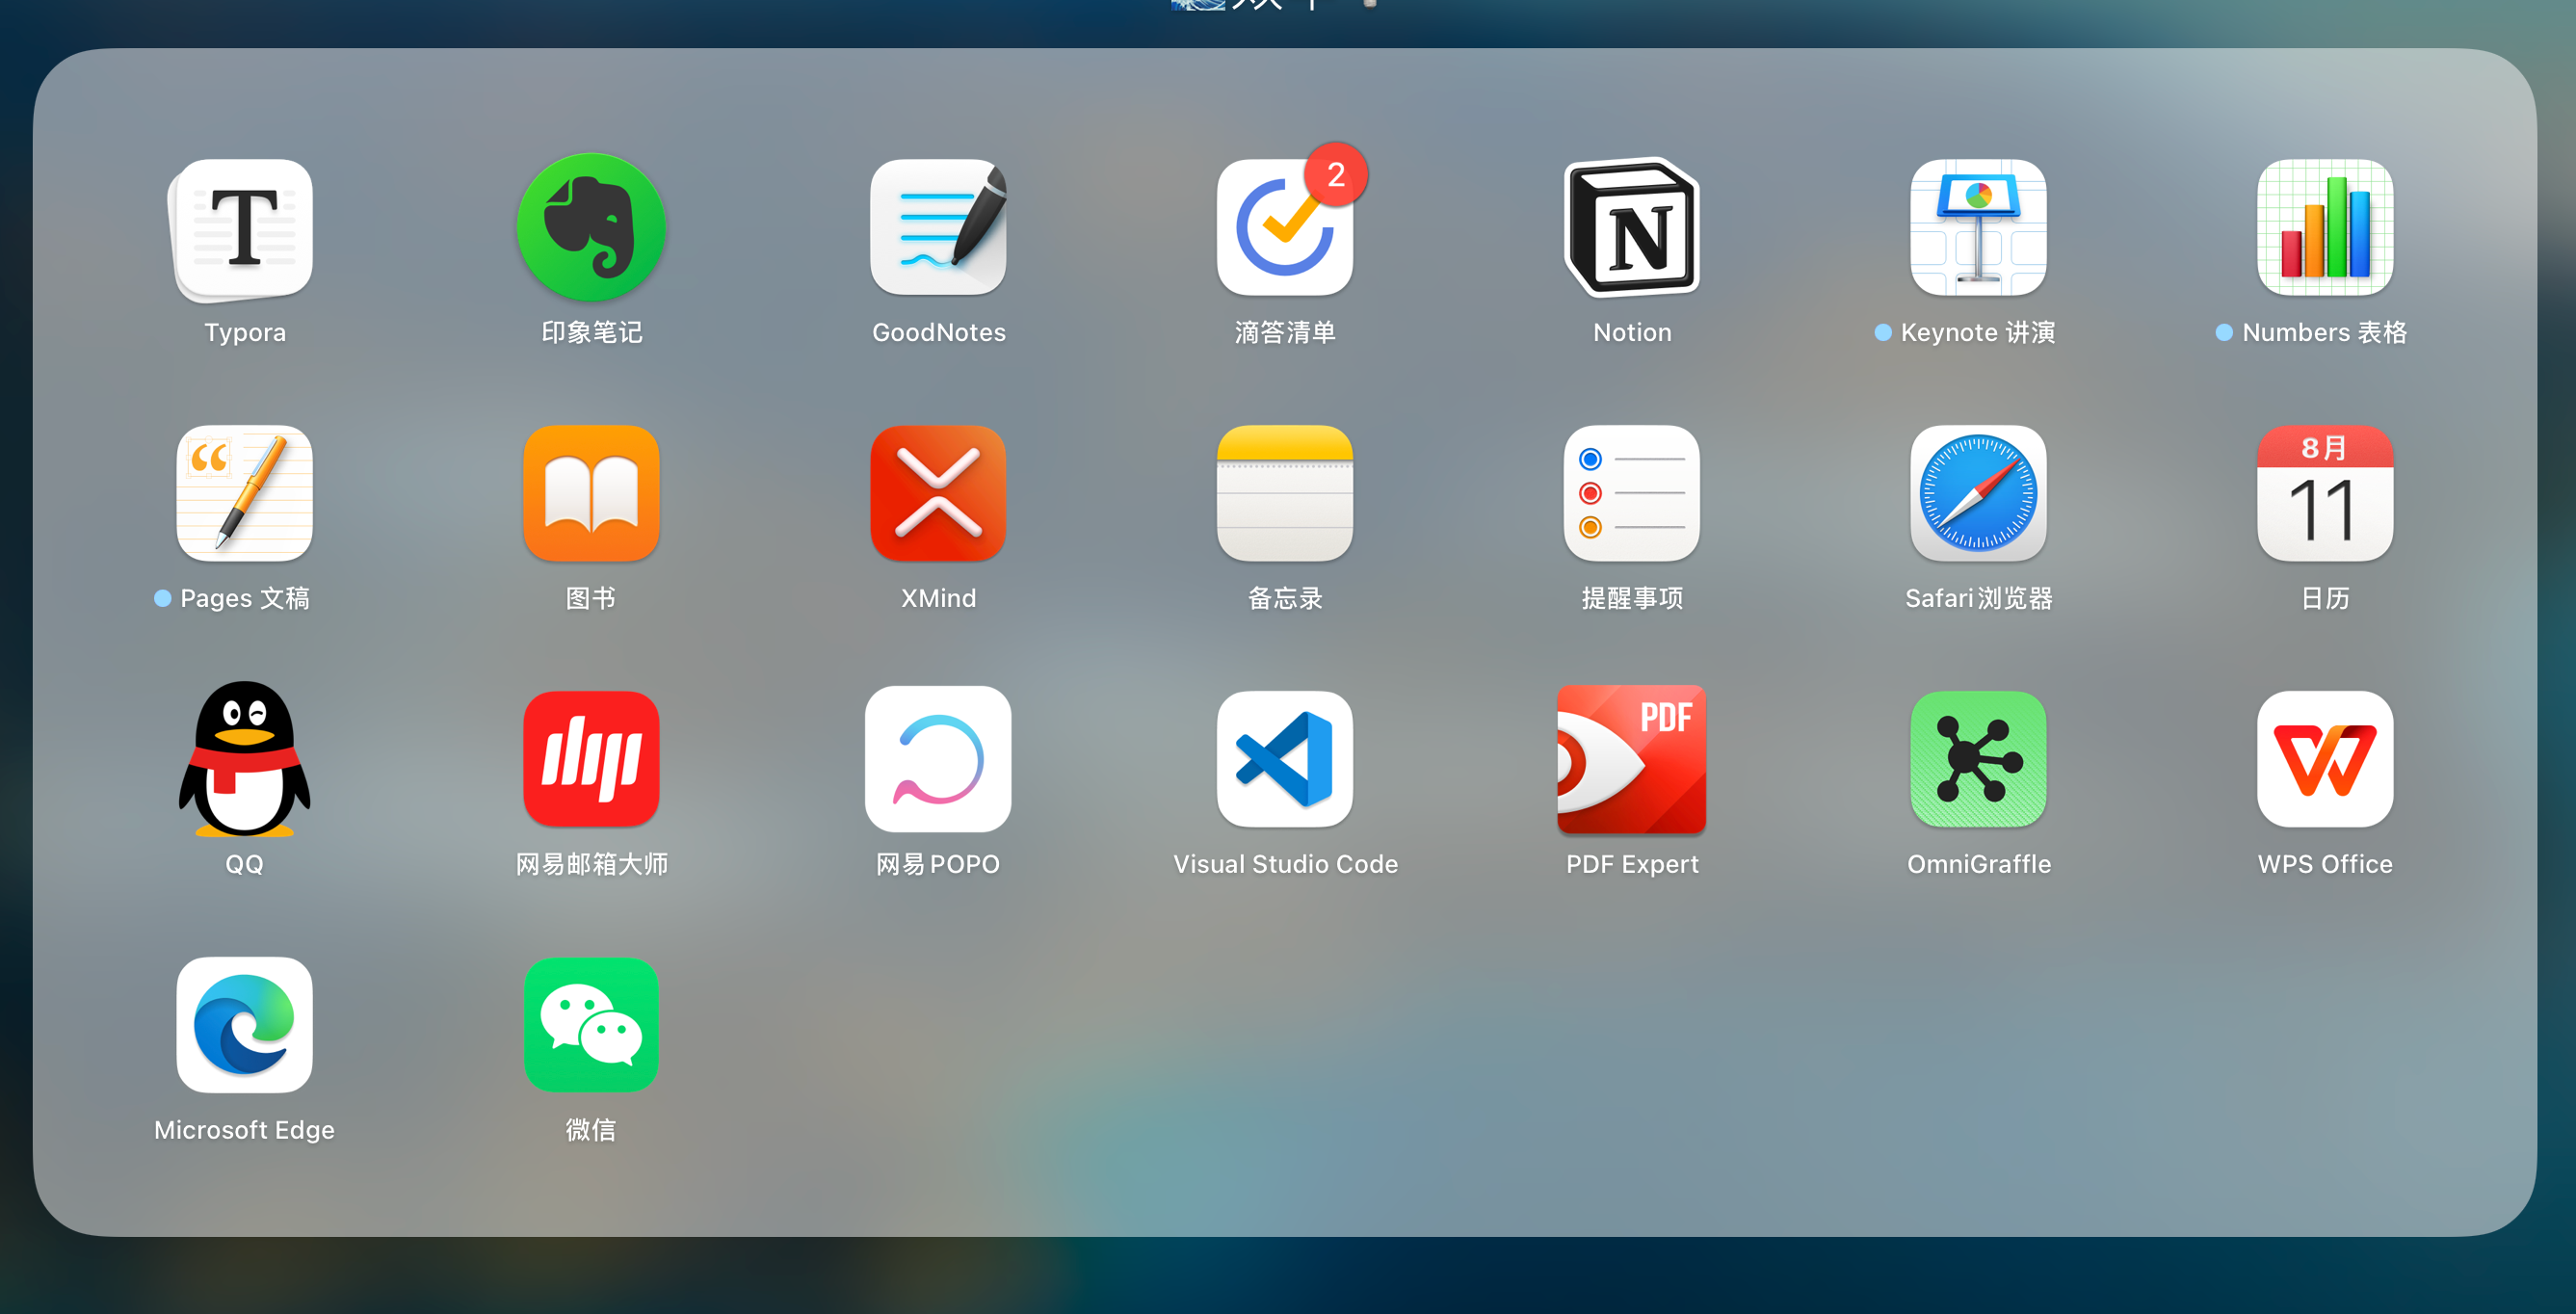 2
Typora
印象笔记
GoodNotes
滴答清单
Notion
Keynote 讲演
Numbers 表格
8月
11
Pages 文稿
图书
XMind
备忘录
提醒事项
Safari浏览器
日历
PDF
QQ
网易邮箱大师
网易POPO
Visual Studio Code
PDF Expert
OmniGraffle
WPS Office
Microsoft Edge
微信